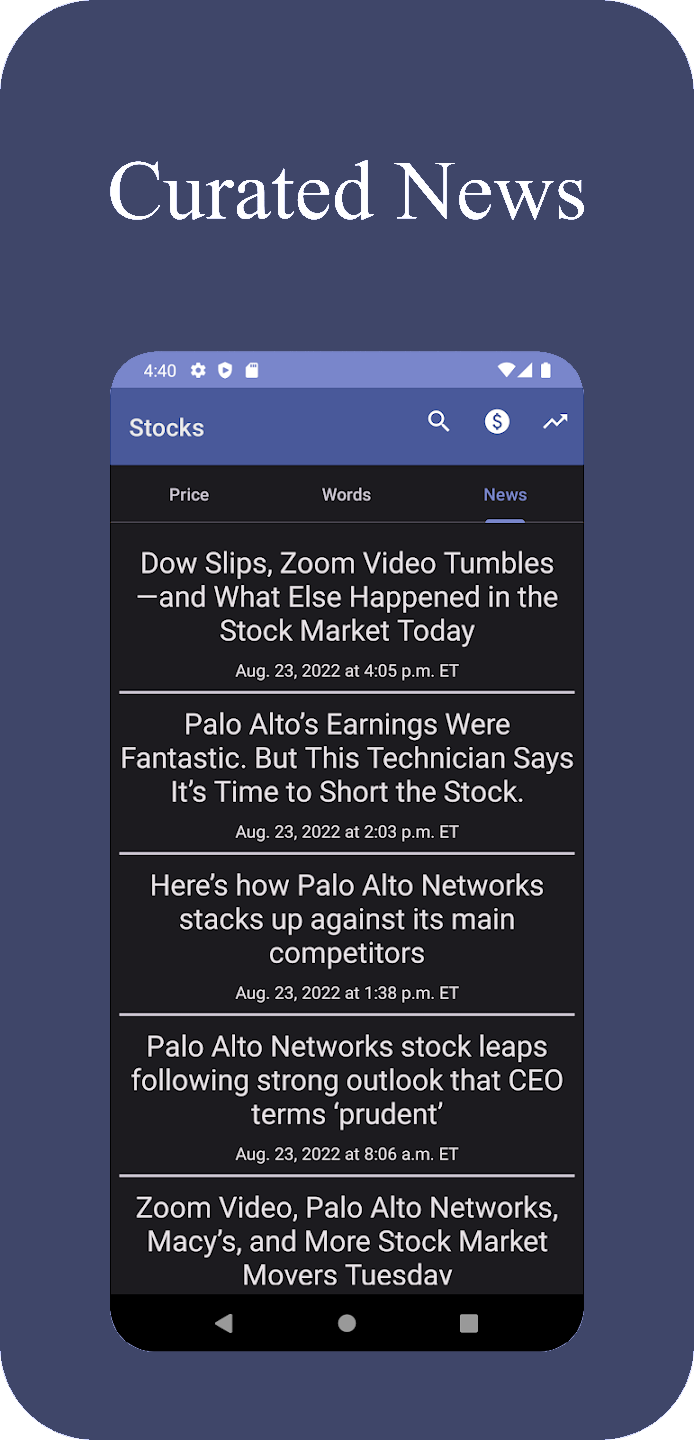 Curated News
4:40
Stocks
Price Words News
Dow Slips, Zoom Video Tumbles
—and What Else Happened in the
Stock Market Today
Aug. 23, 2022 at 4:05 p.m. ET
Palo Alto’s Earnings Were
Fantastic. But This Technician Says
It’s Time to Short the Stock.
Aug. 23, 2022 at 2:03 p.m. ET
Here’s how Palo Alto Networks
stacks up against its main
competitors
Aug. 23, 2022 at 1:38 p.m. ET
Palo Alto Networks stock leaps
following strong outlook that CEO
terms ‘prudent’
Aug. 23, 2022 at 8:06 a.m. ET
Zoom Video, Palo Alto Networks,
Macy’s, and More Stock Market
Movers Tuesday